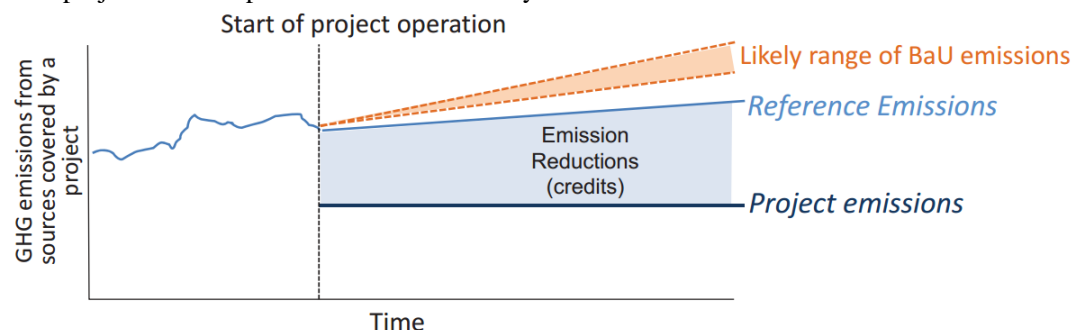 Start of project operation
Likely range of BaU emissions
Reference Emissions
Emission
Reductions
(credits)
Project emissions
GHG emissions from
sources covered by a
project
Time